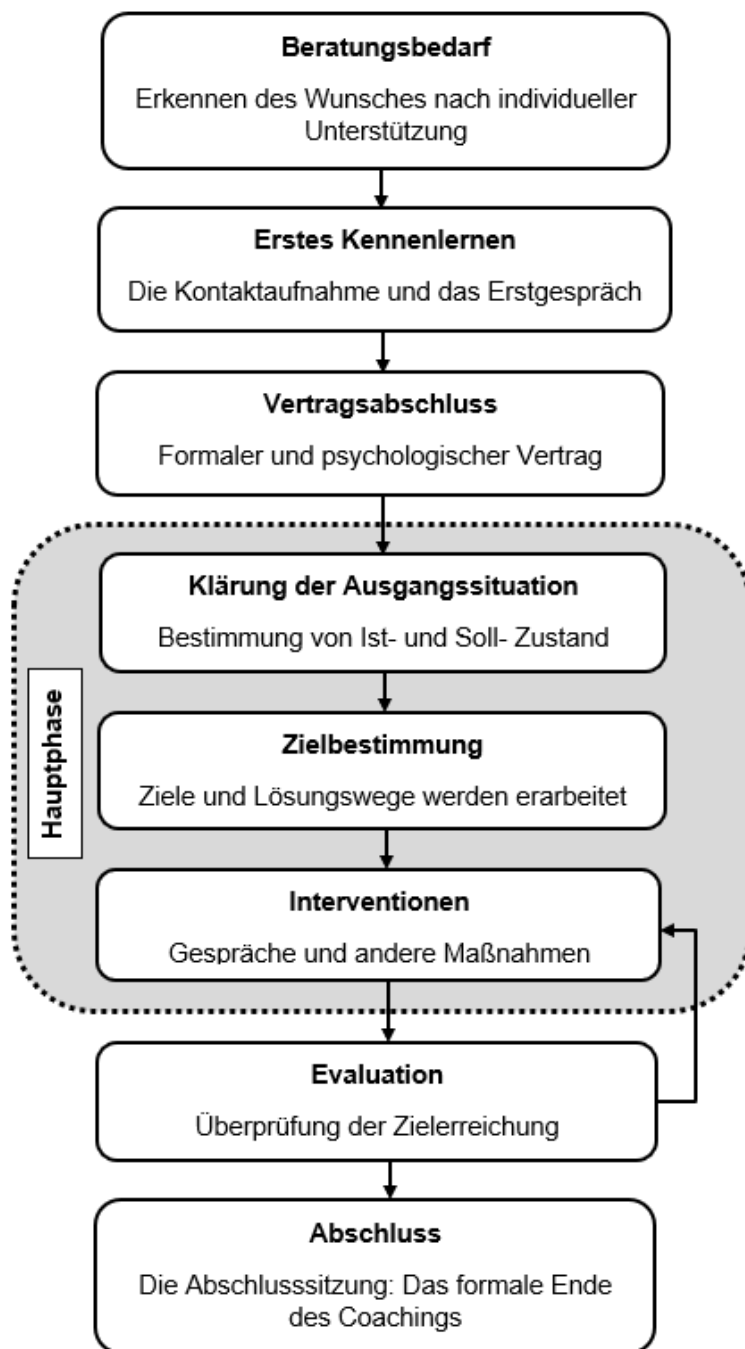 Beratungsbedarf
Erkennen des Wunsches nach individueller
Unterstützung
Erstes Kennenlernen
Die Kontaktaufnahme und das Erstgespräch
Vertragsabschluss
Formaler und psychologischer Vertrag
Hauptphase
Klärung der Ausgangssituation
Bestimmung von Ist- und Soll- Zustand
Zielbestimmung
Ziele und Lösungswege werden erarbeitet
Interventionen
Gespräche und andere Maßnahmen
Evaluation
Überprüfung der Zielerreichung
Abschluss
Die Abschlusssitzung: Das formale Ende
des Coachings